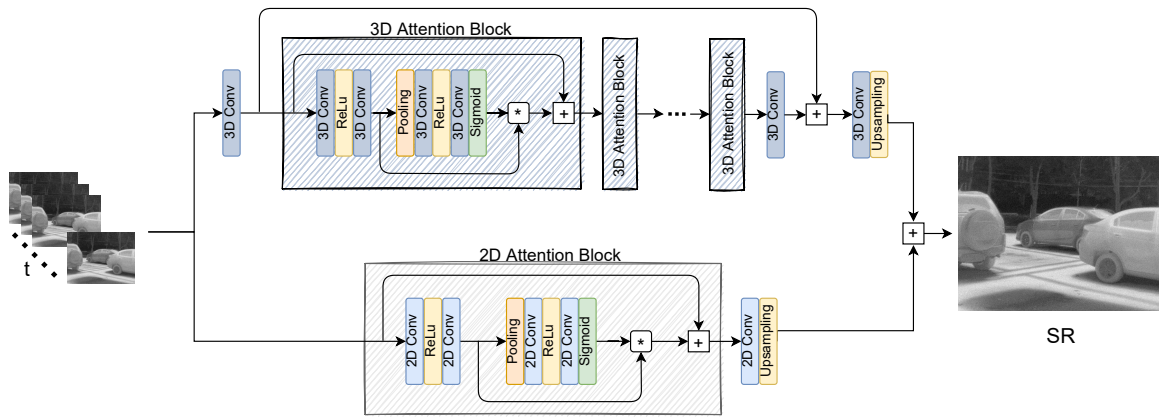 3D Attention Block
3D Conv
3D Conv
ReLu
3D Conv
Pooling
3D Conv
ReLu
3D Conv
Sigmoid
*
+
3D Attention Block
...
3D Attention Block
3D Conv
+
3D Conv
Upsampling
t
+
SR
2D Attention Block
2D Conv
ReLu
2D Conv
Pooling
2D Conv
ReLu
2D Conv
Sigmoid
*
+
2D Conv
Upsampling